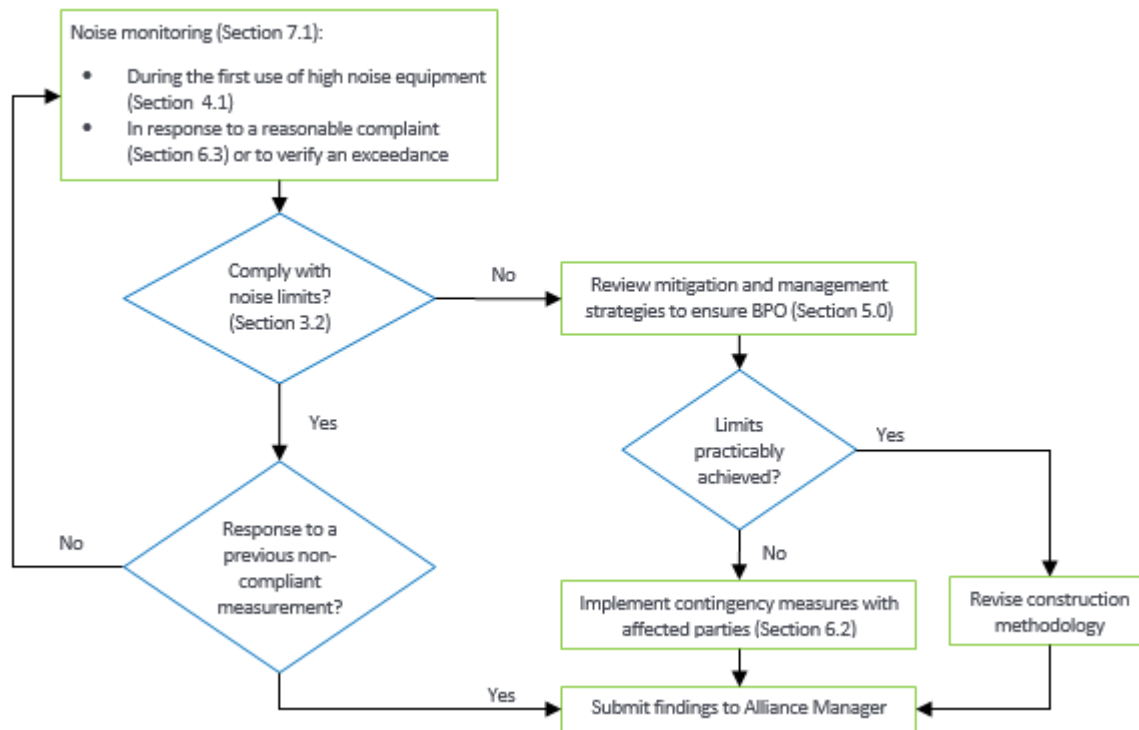 Noise monitoring (Section 7.1):
• During the first use of high noise equipment
(Section 4.1)
• In response to a reasonable complaint
(Section 6.3) or to verify an exceedance
Comply with
noise limits?
(Section 3.2)
No
Review mitigation and management
strategies to ensure BPO (Section 5.0)
Yes
Limits
practicably
achieved?
Yes
No
Response to a
previous non-
compliant
measurement?
No
Implement contingency measures with
affected parties (Section 6.2)
Revise construction
methodology
Yes
Submit findings to Alliance Manager